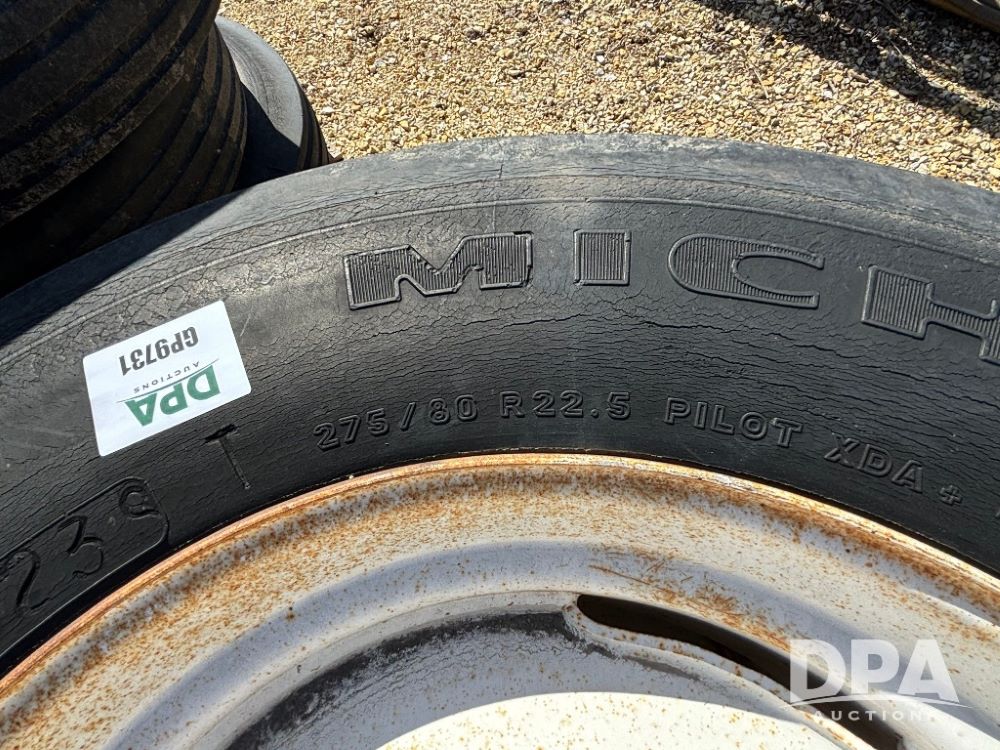 MICH
GP9731
DPA
AUCTIONS
275/80 R22.5 PILOT XDA +
T
DPA
AUCTIONS